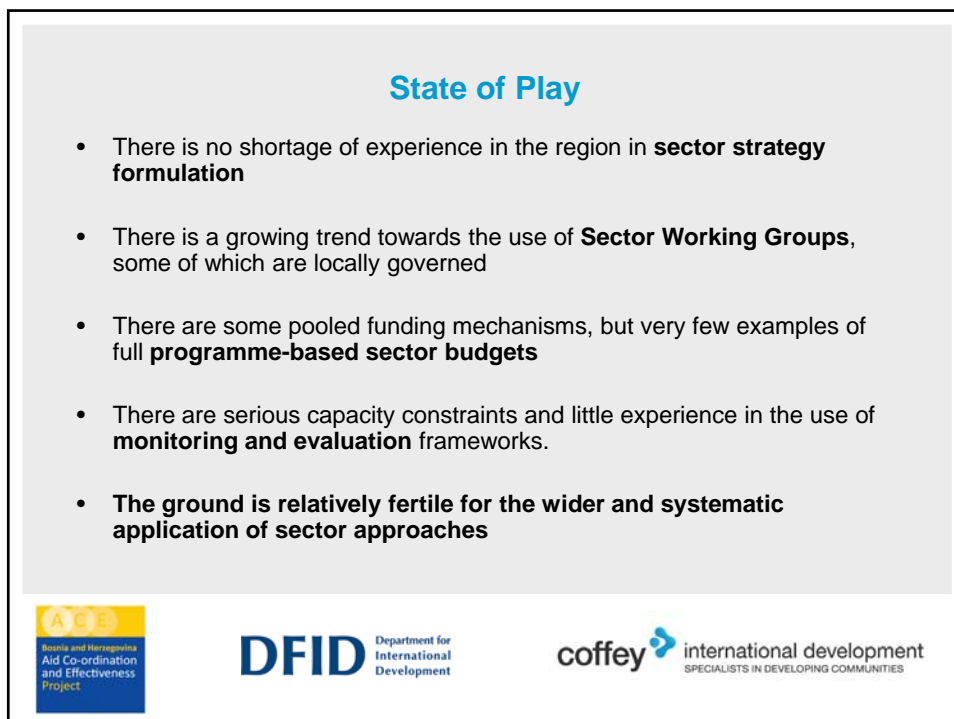 State of Play
• There is no shortage of experience in the region in sector strategy
formulation
• There is a growing trend towards the use of Sector Working Groups,
some of which are locally governed
• There are some pooled funding mechanisms, but very few examples of
full programme-based sector budgets
• There are serious capacity constraints and little experience in the use of
monitoring and evaluation frameworks.
• The ground is relatively fertile for the wider and systematic
application of sector approaches
ACE
Bosnia and Herzegovina
Aid Co-ordination
and Effectiveness
Project
DFID
Department for
International
Development
coffey
international development
SPECIALISTS IN DEVELOPING COMMUNITIES